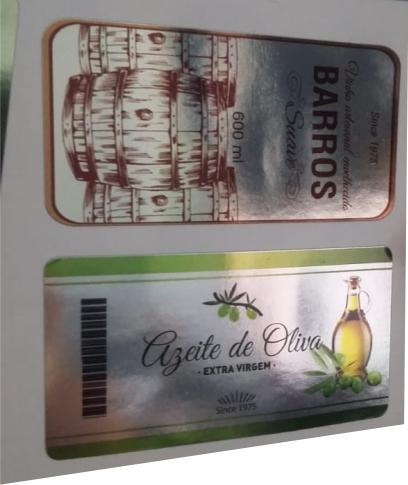 Since 1975
Vinho artesanal envelhecido
BARROS
Suave
600 ml
Azeite de Oliva
· EXTRA VIRGEM ·
Since 1975